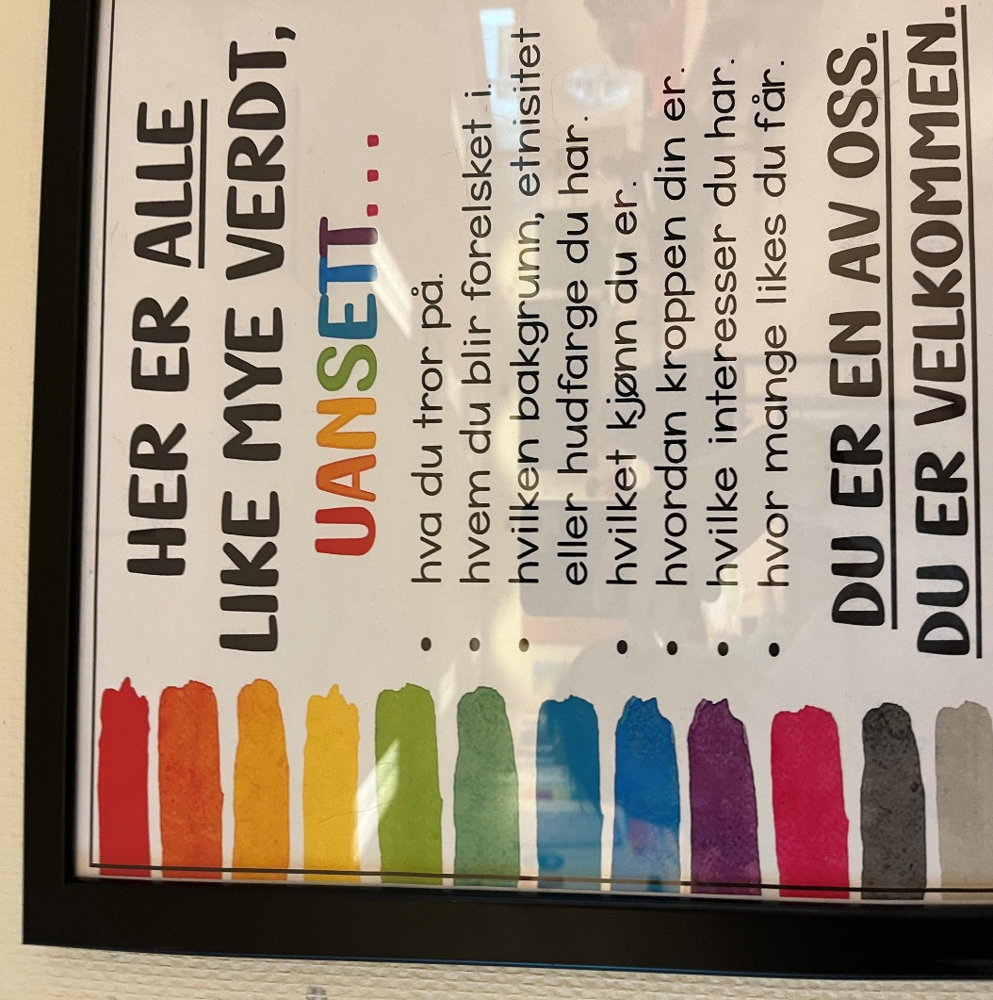 HER ER ALLE
LIKE MYE VERDT,
UANSETT...
• hva du tror på.
• hvem du blir forelsket i.
• hvilken bakgrunn, etnisitet
eller hudfarge du har.
• hvilket kjønn du er.
• hvordan kroppen din er.
• hvilke interesser du har.
• hvor mange likes du får.
DU ER EN AV OSS.
DU ER VELKOMMEN.